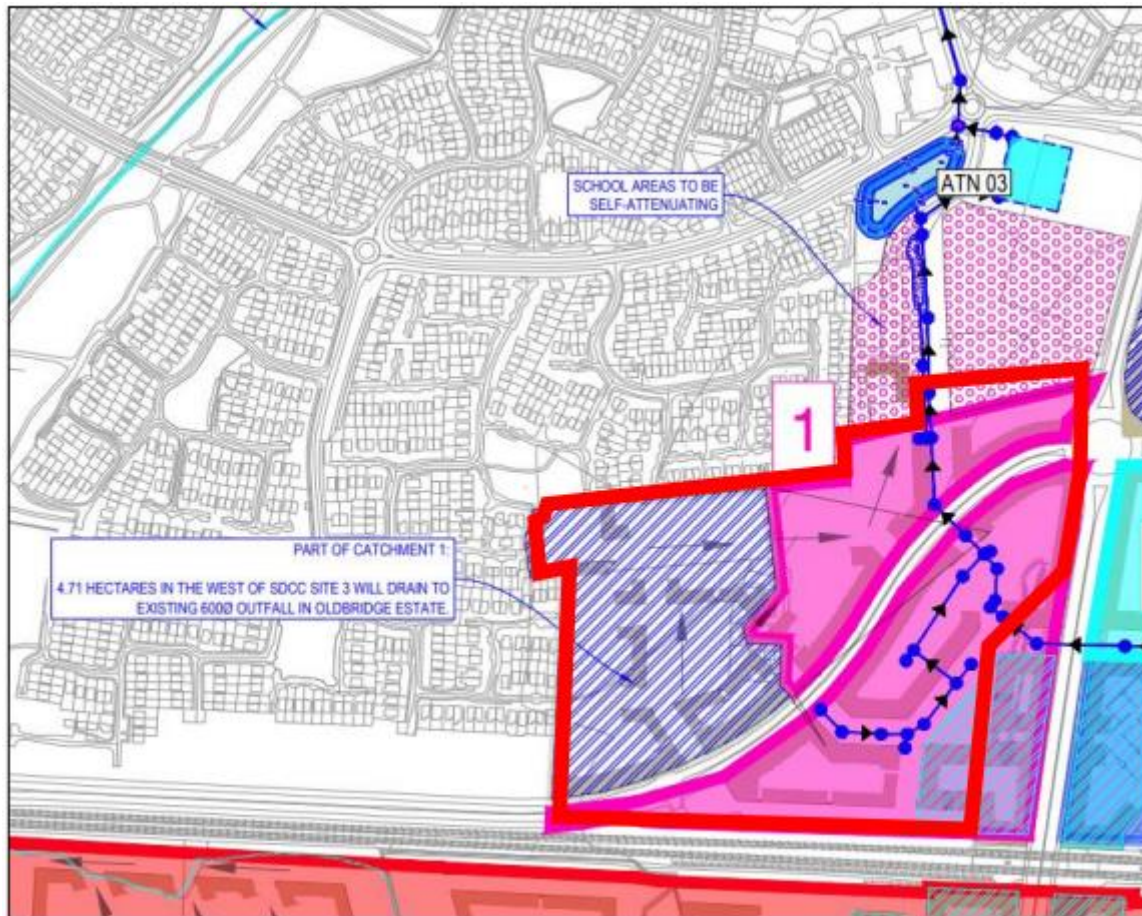 SCHOOL AREAS TO BE
SELF-ATTENUATING
ATN 03
1
PART OF CATCHMENT 1:
4.71 HECTARES IN THE WEST OF SDCC SITE 3 WILL DRAIN TO
EXISTING 600Ø OUTFALL IN OLDBRIDGE ESTATE.